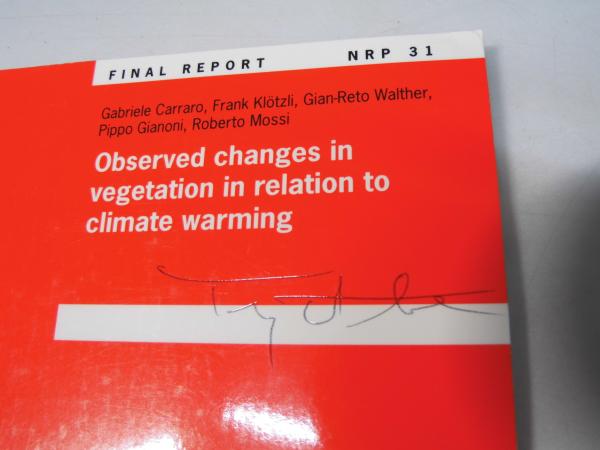 FINAL REPORT NRP 31
Gabriele Carraro, Frank Klötzli, Gian-Reto Walther,
Pippo Gianoni, Roberto Mossi
Observed changes in
vegetation in relation to
climate warming